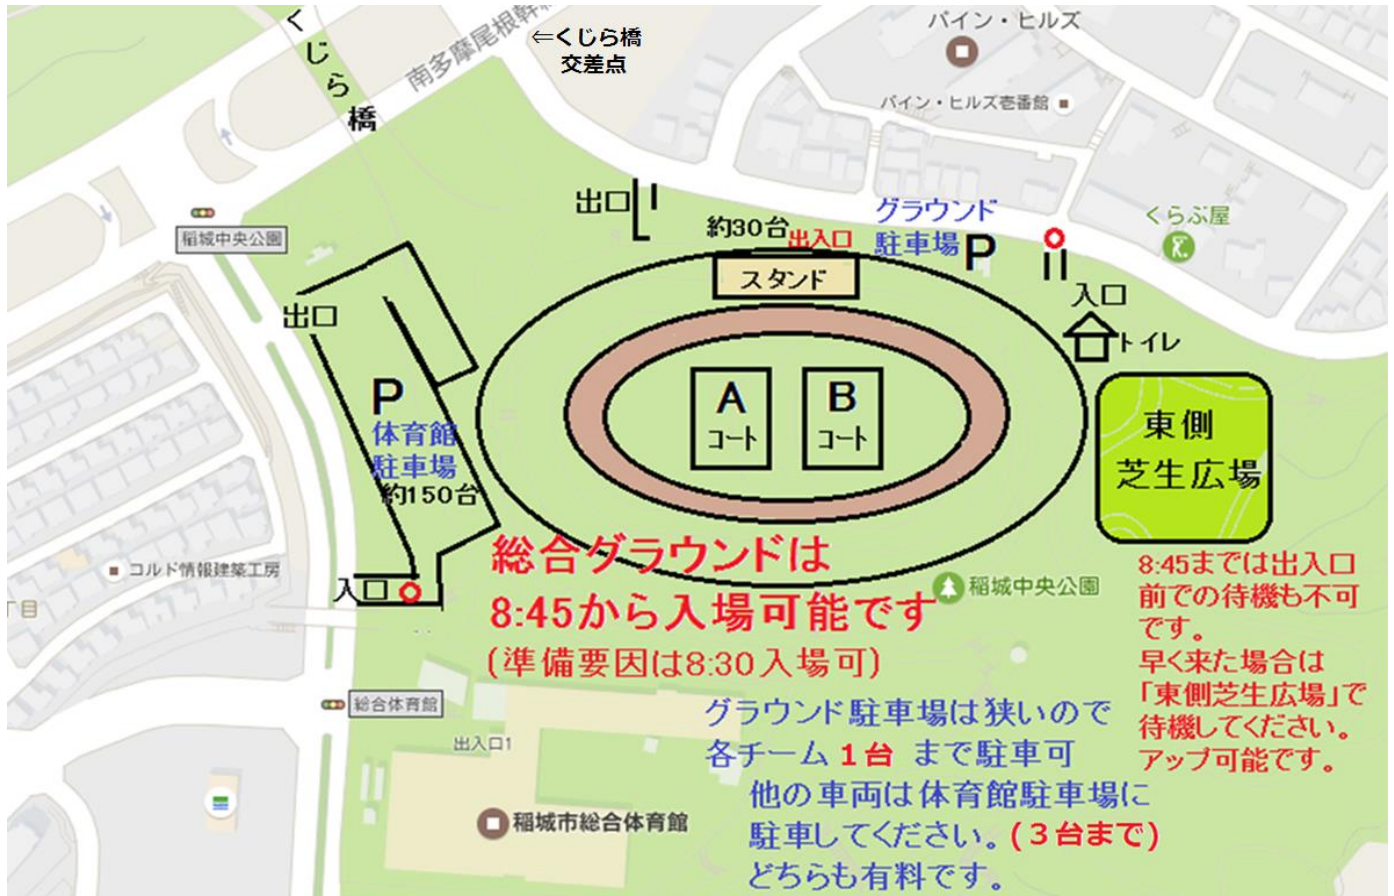 くじら橋
南多摩尾根幹線
⇐くじら橋
交差点
パイン・ヒルズ
パイン・ヒルズ壱番館
稲城中央公園
出口
約30台
出入口
グラウンド
駐車場
P
くらぶ屋
入口
トイレ
スタンド
出口
P
体育館
駐車場
約150台
A
コート
B
コート
東側
芝生広場
コルド情報建築工房
丁目
入口
総合グラウンドは
8:45から入場可能です
(準備要因は8:30入場可)
稲城中央公園
8:45までは出入口
前での待機も不可
です。
早く来た場合は
「東側芝生広場」で
待機してください。
アップ可能です。
総合体育館
出入口1
稲城市総合体育館
グラウンド駐車場は狭いので
各チーム 1台 まで駐車可
他の車両は体育館駐車場に
駐車してください。(3台まで)
どちらも有料です。